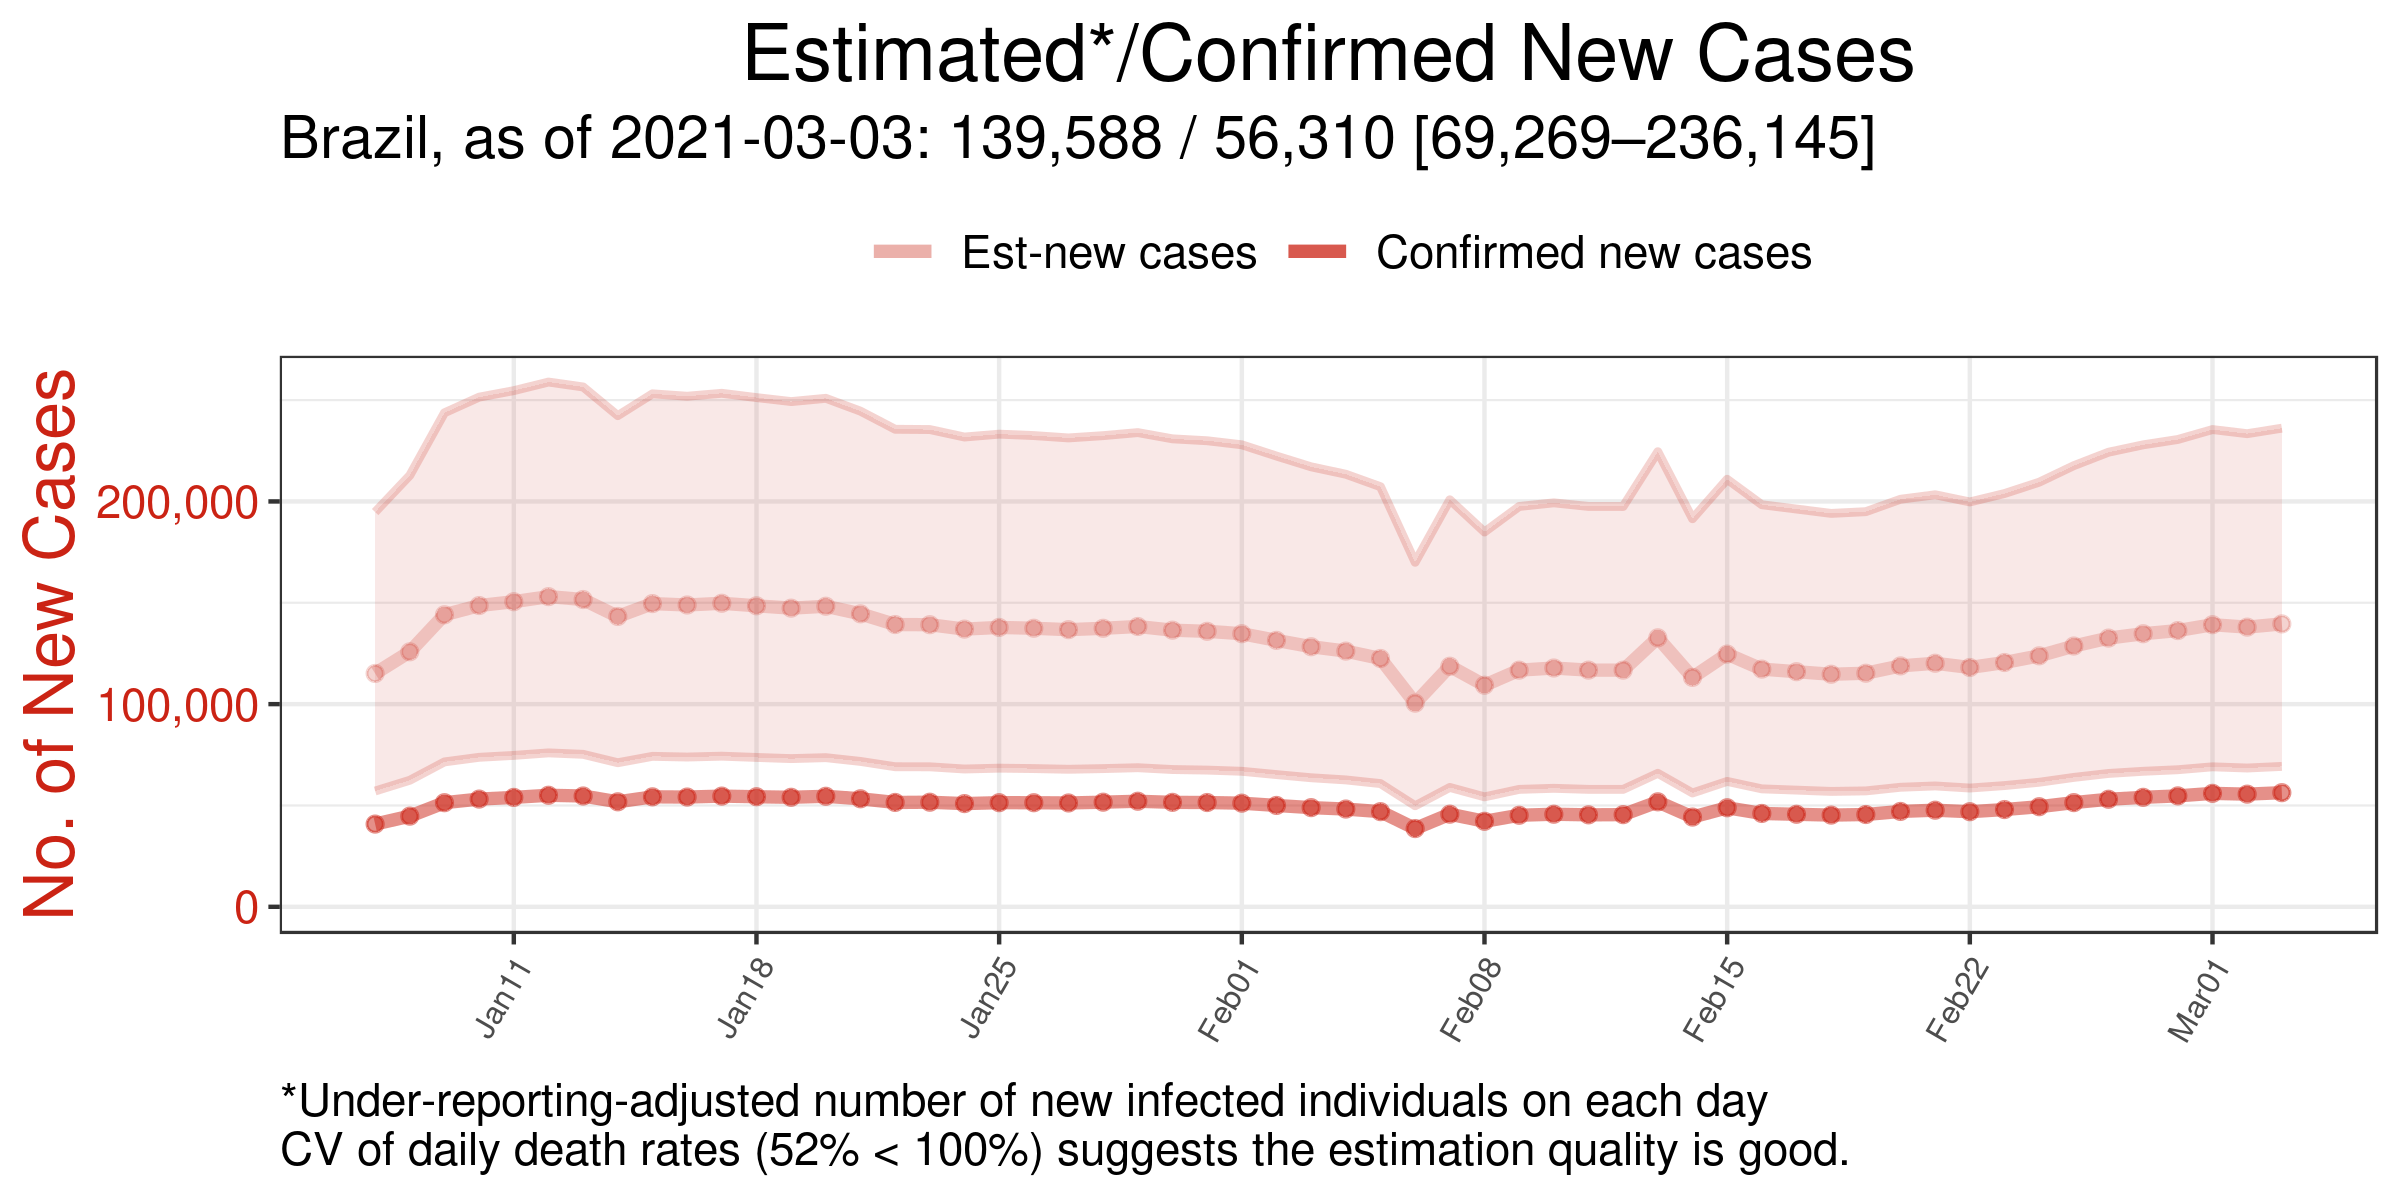 Estimated*/Confirmed New Cases
Brazil, as of 2021-03-03: 139,588 / 56,310 [69,269–236,145]
Est-new cases Confirmed new cases
No. of New Cases
200,000
100,000
0
Jan11 Jan18 Jan25 Feb01 Feb08 Feb15 Feb22 Mar01
*Under-reporting-adjusted number of new infected individuals on each day
CV of daily death rates (52% < 100%) suggests the estimation quality is good.